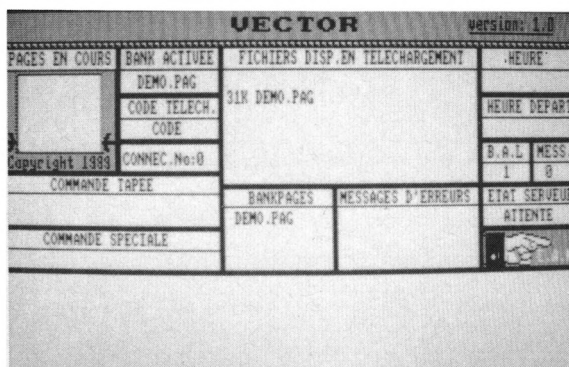 VECTOR
version: 1.0
PAGES EN COURS
Copyright 1989
BANK ACTIVEE
DEMO.PAG
CODE TELECH.
CODE
CONNEC.No:0
FICHIERS DISP.EN TELECHARGEMENT
31K DEMO.PAG
HEURE
HEURE DEPART
B.A.L
1
MESS.
0
COMMANDE TAPEE
COMMANDE SPECIALE
BANKPAGES
DEMO.PAG
MESSAGES D'ERREURS
ETAT SERVEUR
ATTENTE